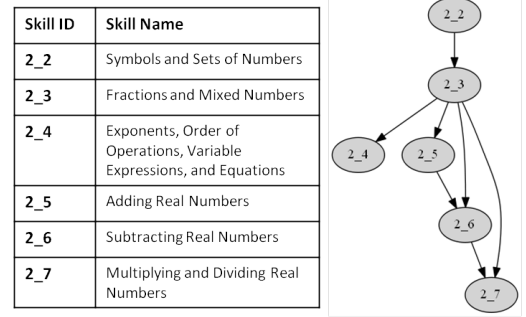 Skill ID Skill Name
2_2 Symbols and Sets of Numbers
2_3 Fractions and Mixed Numbers
2_4 Exponents, Order of
Operations, Variable
Expressions, and Equations
2_5 Adding Real Numbers
2_6 Subtracting Real Numbers
2_7 Multiplying and Dividing Real
Numbers
2_2
2_3
2_4 2_5
2_6
2_7